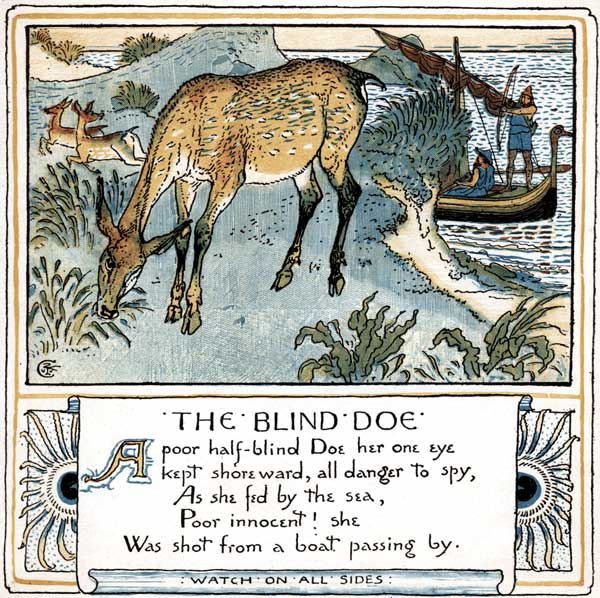 ·THE·BLIND·DOE·
A poor half-blind Doe her one eye
kept shoreward, all danger to spy,
As she fed by the sea,
Poor innocent! she
Was shot from a boat passing by.
:WATCH·ON·ALL·SIDES: